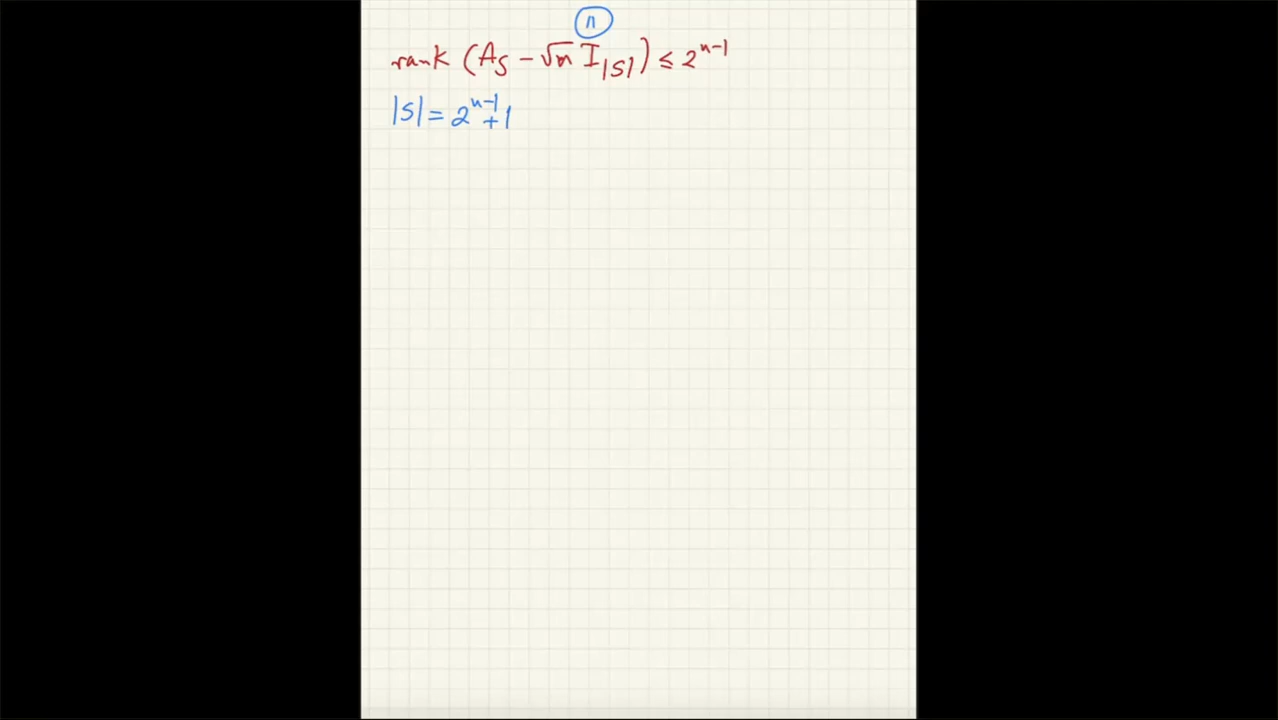 11
rank (A_S - √n I_|S|) ≤ 2^{n-1}
|S| = 2^{n-1} + 1